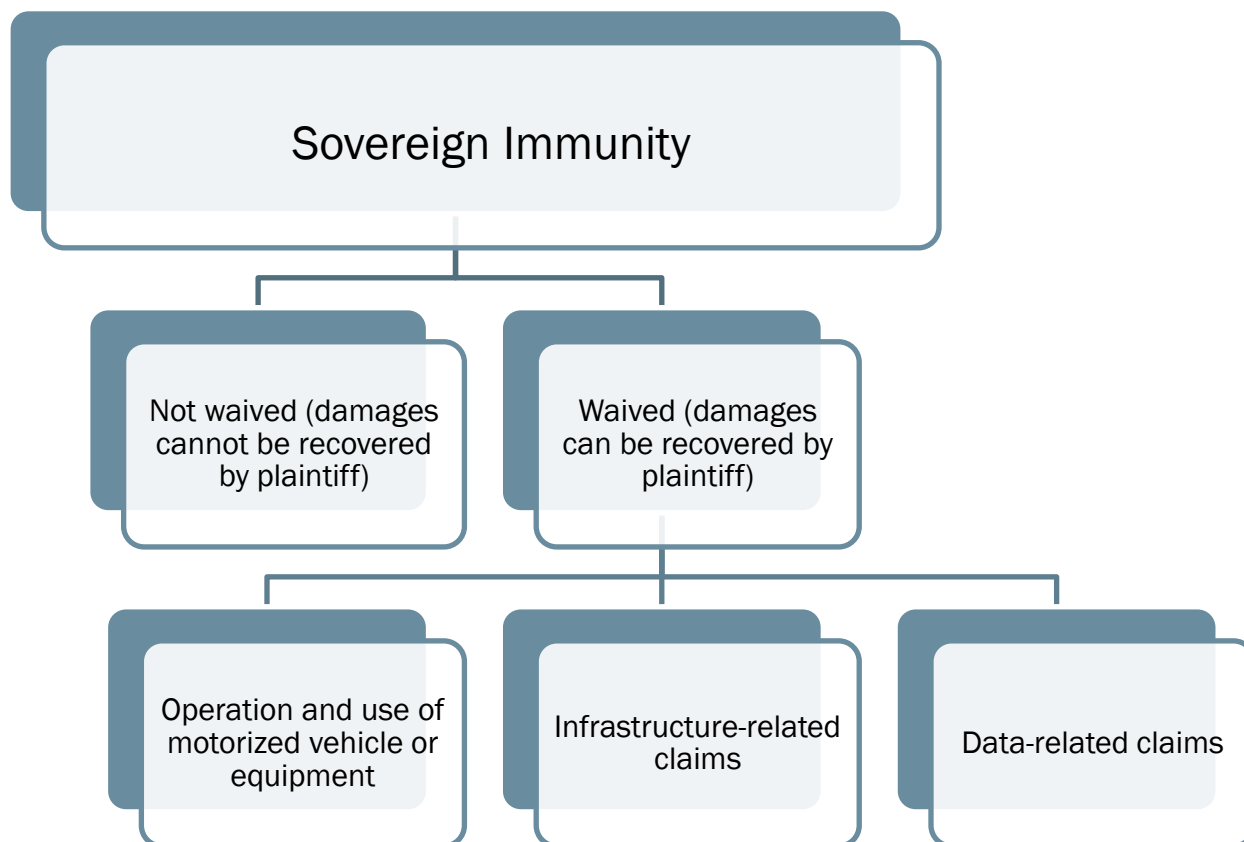 Sovereign Immunity
Not waived (damages
cannot be recovered
by plaintiff)
Waived (damages
can be recovered by
plaintiff)
Operation and use of
motorized vehicle or
equipment
Infrastructure-related
claims
Data-related claims